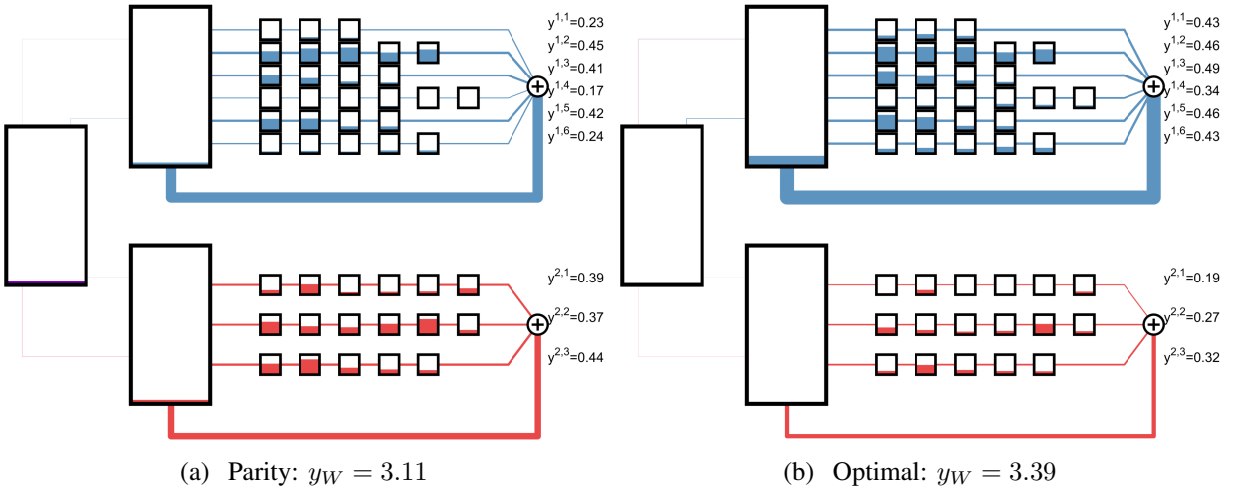 y1,1=0.23
y1,2=0.45
y1,3=0.41
y1,4=0.17
y1,5=0.42
y1,6=0.24
y2,1=0.39
y2,2=0.37
y2,3=0.44
(a) Parity: yW = 3.11
y1,1=0.43
y1,2=0.46
y1,3=0.49
y1,4=0.34
y1,5=0.46
y1,6=0.43
y2,1=0.19
y2,2=0.27
y2,3=0.32
(b) Optimal: yW = 3.39